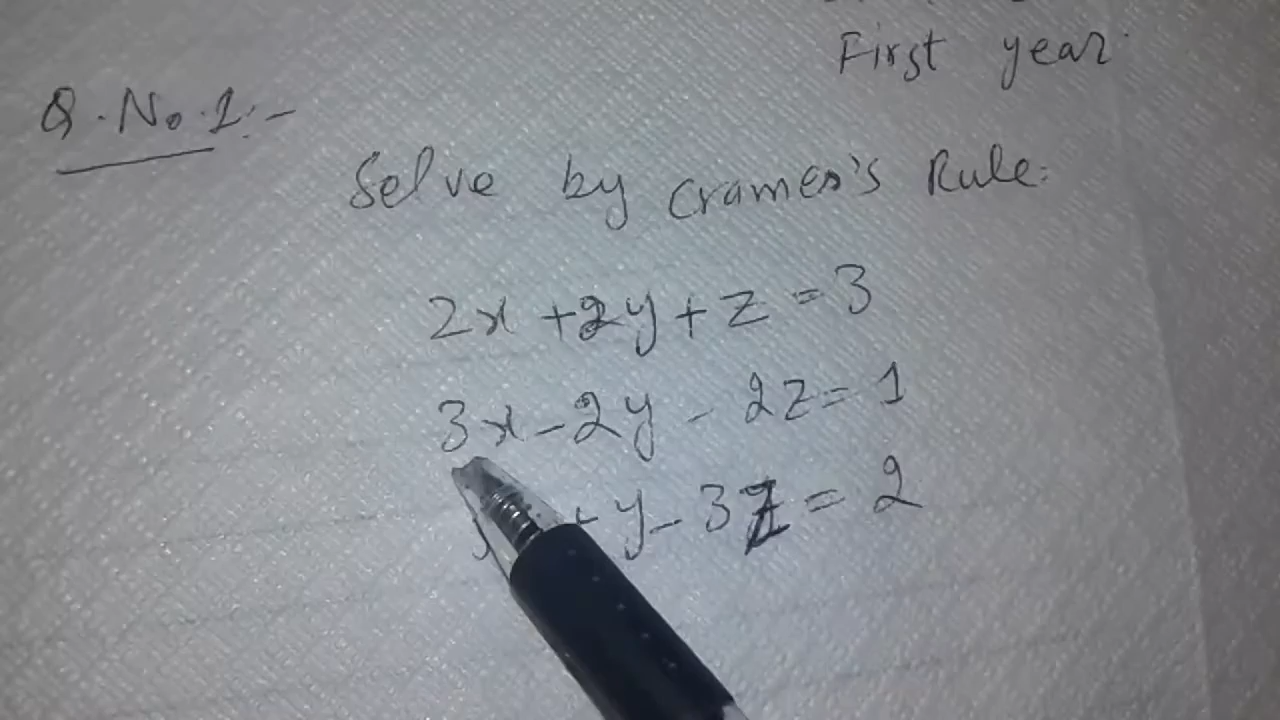 First year
Q.No.1:-
Solve by Cramer's Rule:
2x+2y+z=3
3x-2y-2z=1
+y-3z=2